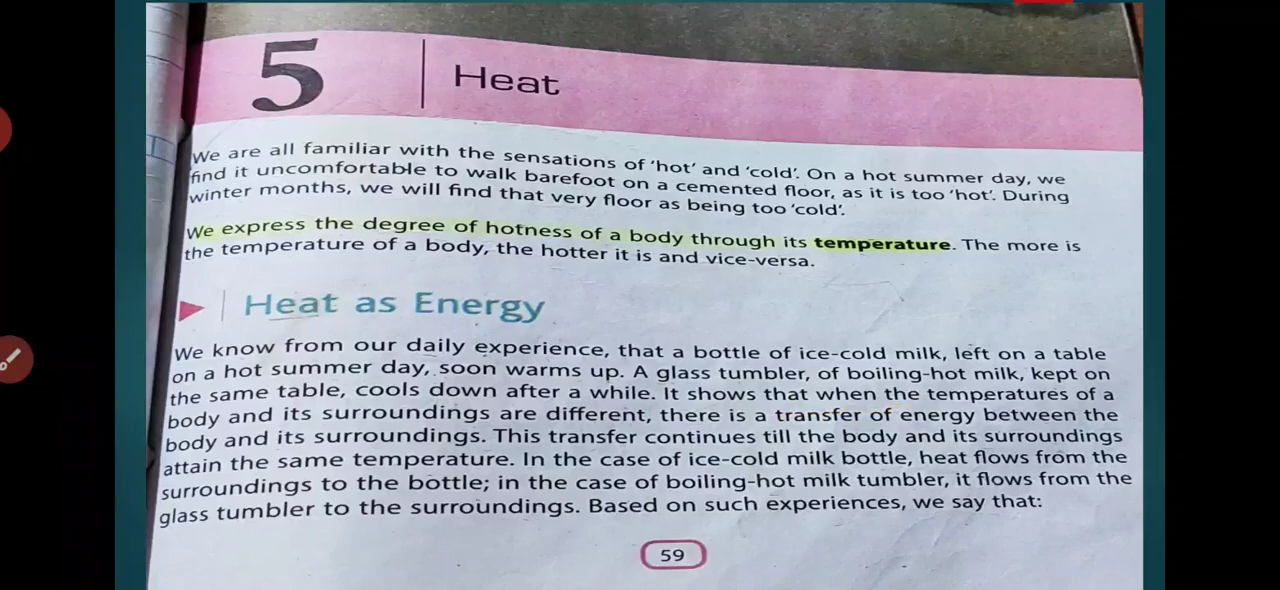 5
Heat
We are all familiar with the sensations of 'hot' and 'cold'. On a hot summer day, we
find it uncomfortable to walk barefoot on a cemented floor, as it is too 'hot'. During
winter months, we will find that very floor as being too 'cold'.
We express the degree of hotness of a body through its temperature. The more is
the temperature of a body, the hotter it is and vice-versa.
Heat as Energy
We know from our daily experience, that a bottle of ice-cold milk, left on a table
on a hot summer day, soon warms up. A glass tumbler, of boiling-hot milk, kept on
the same table, cools down after a while. It shows that when the temperatures of a
body and its surroundings are different, there is a transfer of energy between the
body and its surroundings. This transfer continues till the body and its surroundings
attain the same temperature. In the case of ice-cold milk bottle, heat flows from the
surroundings to the bottle; in the case of boiling-hot milk tumbler, it flows from the
glass tumbler to the surroundings. Based on such experiences, we say that:
59